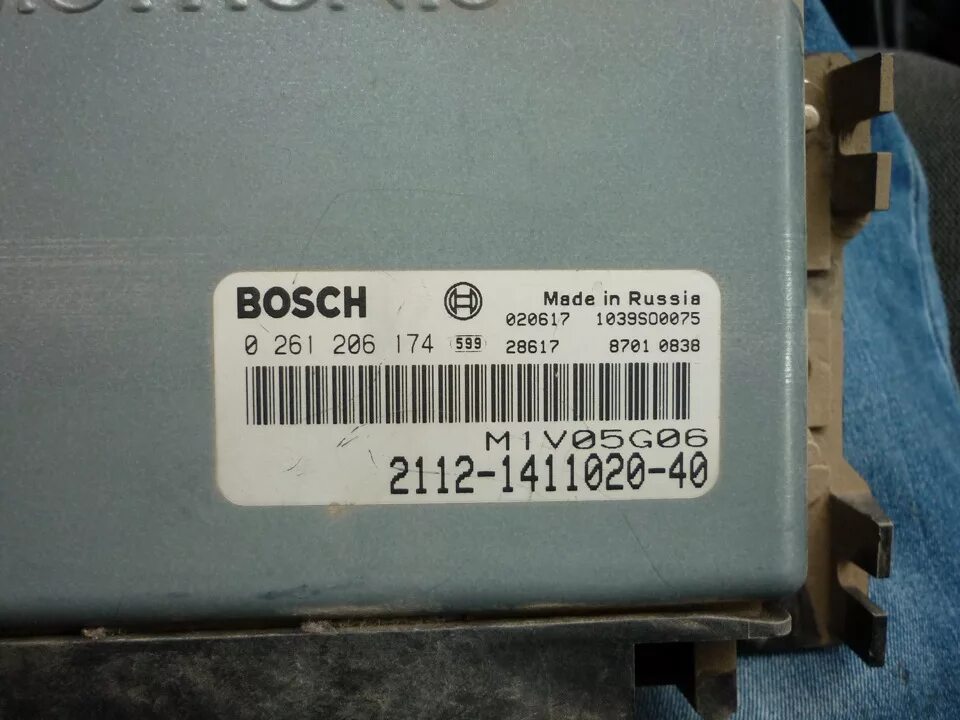 BOSCH Made in Russia
020617 1039S00075
0 261 206 174 599 28617 8701 0838
M1V05G06
2112-1411020-40